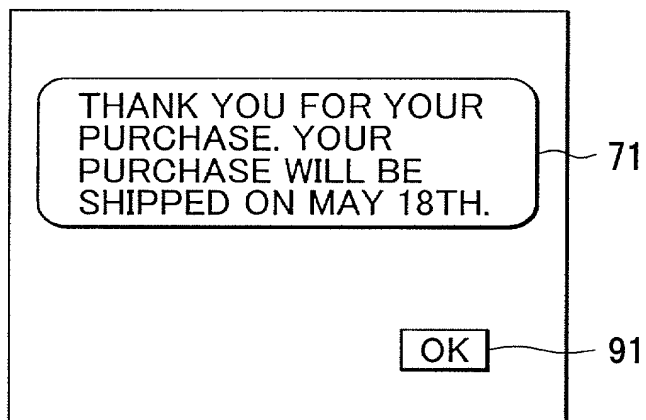 THANK YOU FOR YOUR
PURCHASE. YOUR
PURCHASE WILL BE
SHIPPED ON MAY 18TH.
71
OK
91